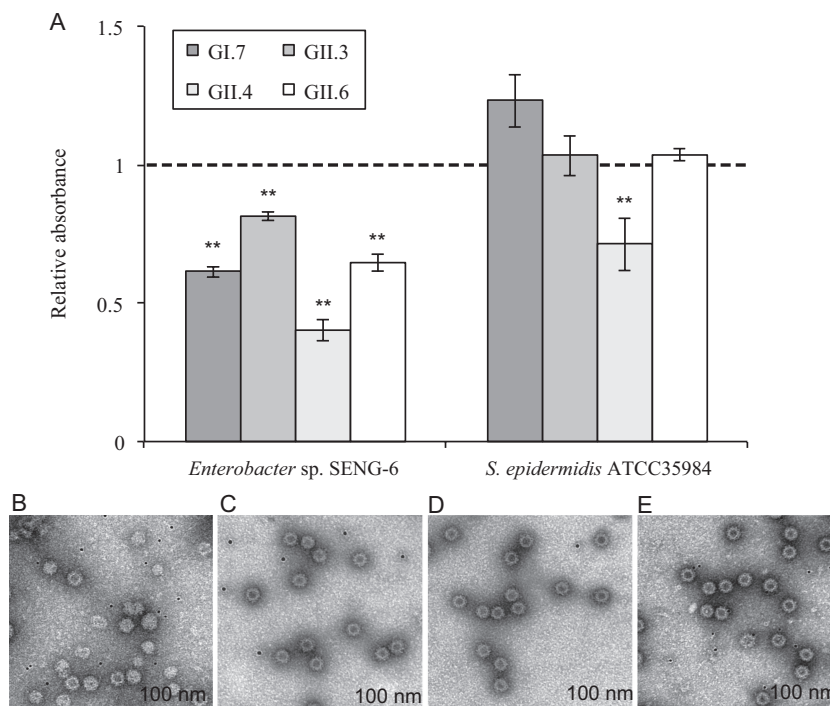 A
1.5
GI.7 GII.3
GII.4 GII.6
1
**
**
**
**
**
0.5
0
Relative absorbance
Enterobacter sp. SENG-6 S. epidermidis ATCC35984
B C D E
100 nm 100 nm 100 nm 100 nm